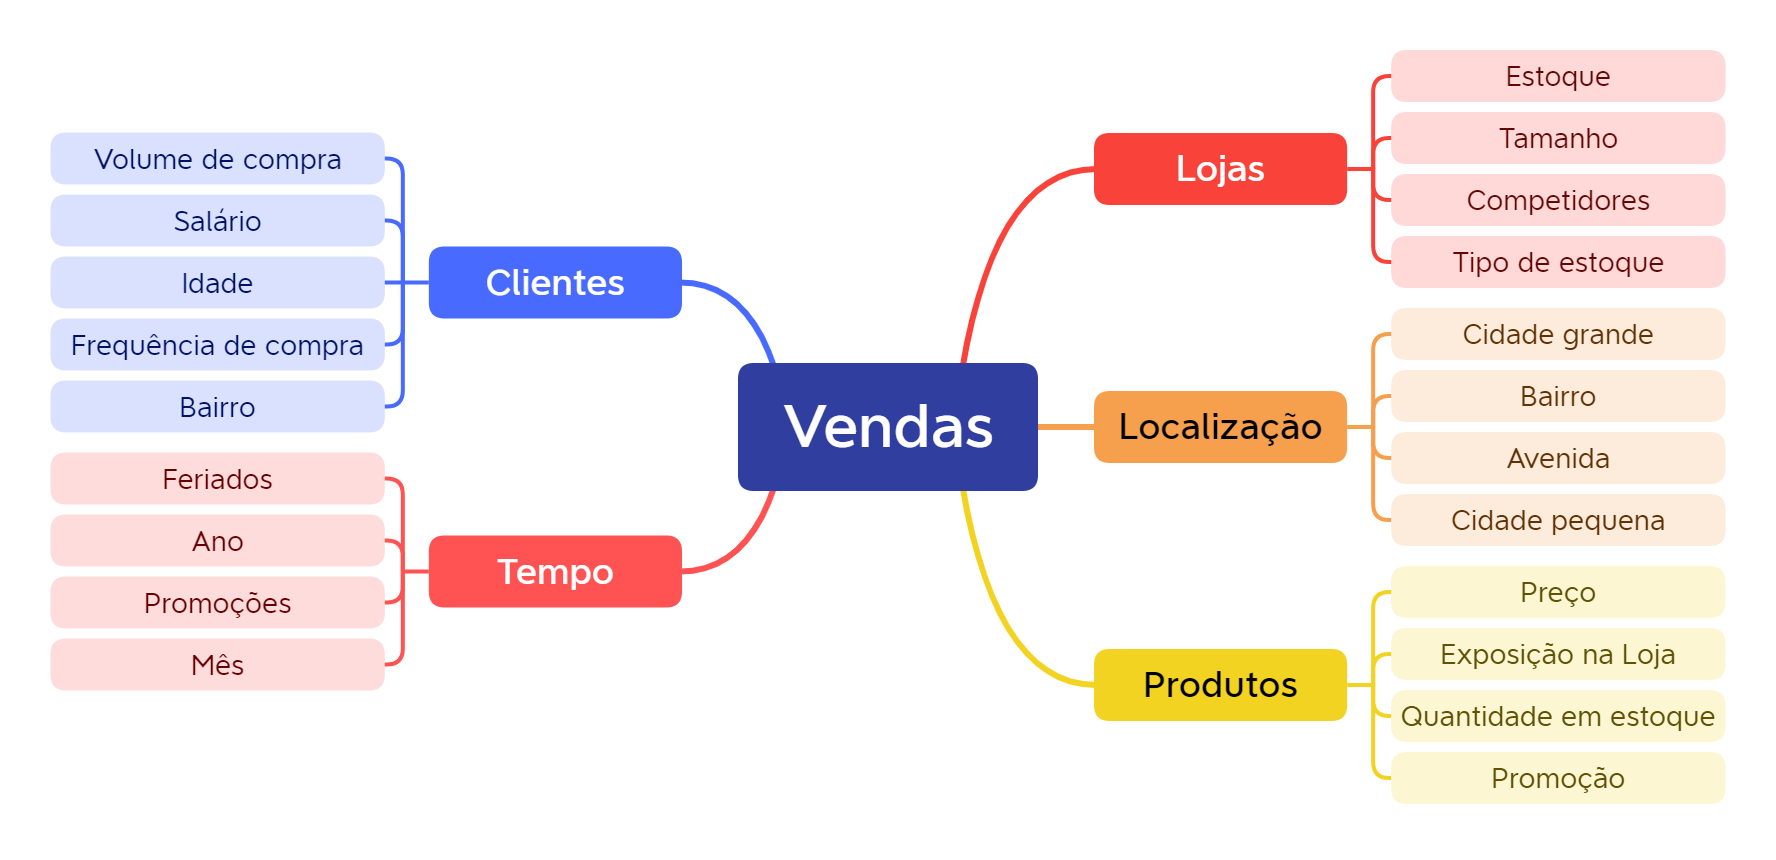 Vendas
Clientes
Volume de compra
Salário
Idade
Frequência de compra
Bairro
Tempo
Feriados
Ano
Promoções
Mês
Lojas
Estoque
Tamanho
Competidores
Tipo de estoque
Localização
Cidade grande
Bairro
Avenida
Cidade pequena
Produtos
Preço
Exposição na Loja
Quantidade em estoque
Promoção